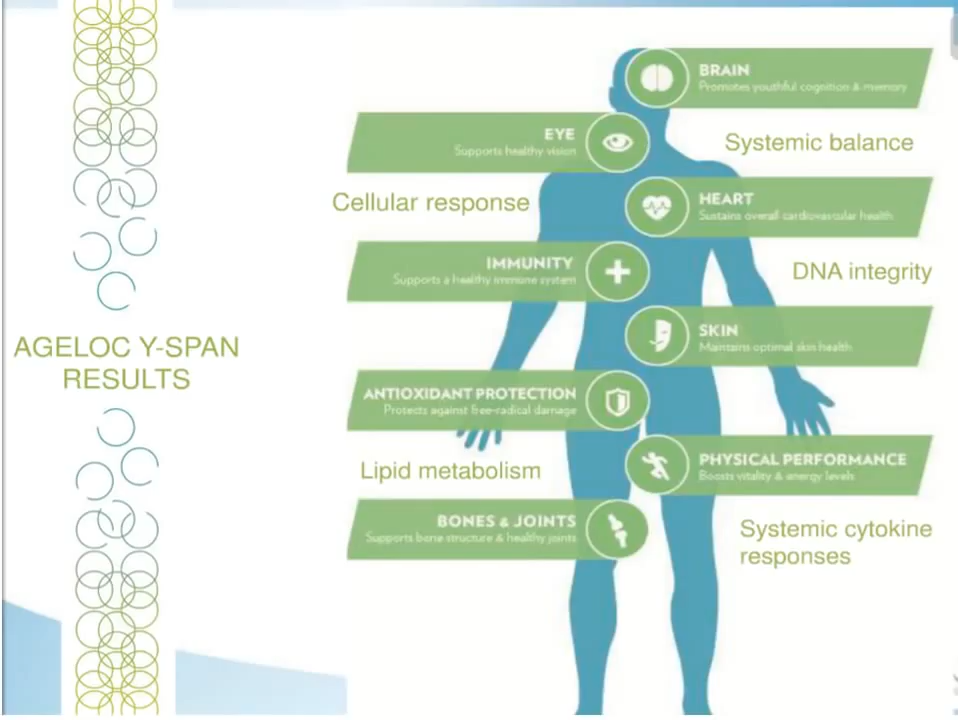 AGELOC Y-SPAN
RESULTS
BRAIN
Promotes youthful cognition & memory
EYE
Supports healthy vision
Systemic balance
Cellular response
HEART
Sustains overall cardiovascular health
IMMUNITY
Supports a healthy immune system
DNA integrity
SKIN
Maintains optimal skin health
ANTIOXIDANT PROTECTION
Protects against free-radical damage
Lipid metabolism
PHYSICAL PERFORMANCE
Boosts vitality & energy levels
BONES & JOINTS
Supports bone structure & healthy joints
Systemic cytokine
responses